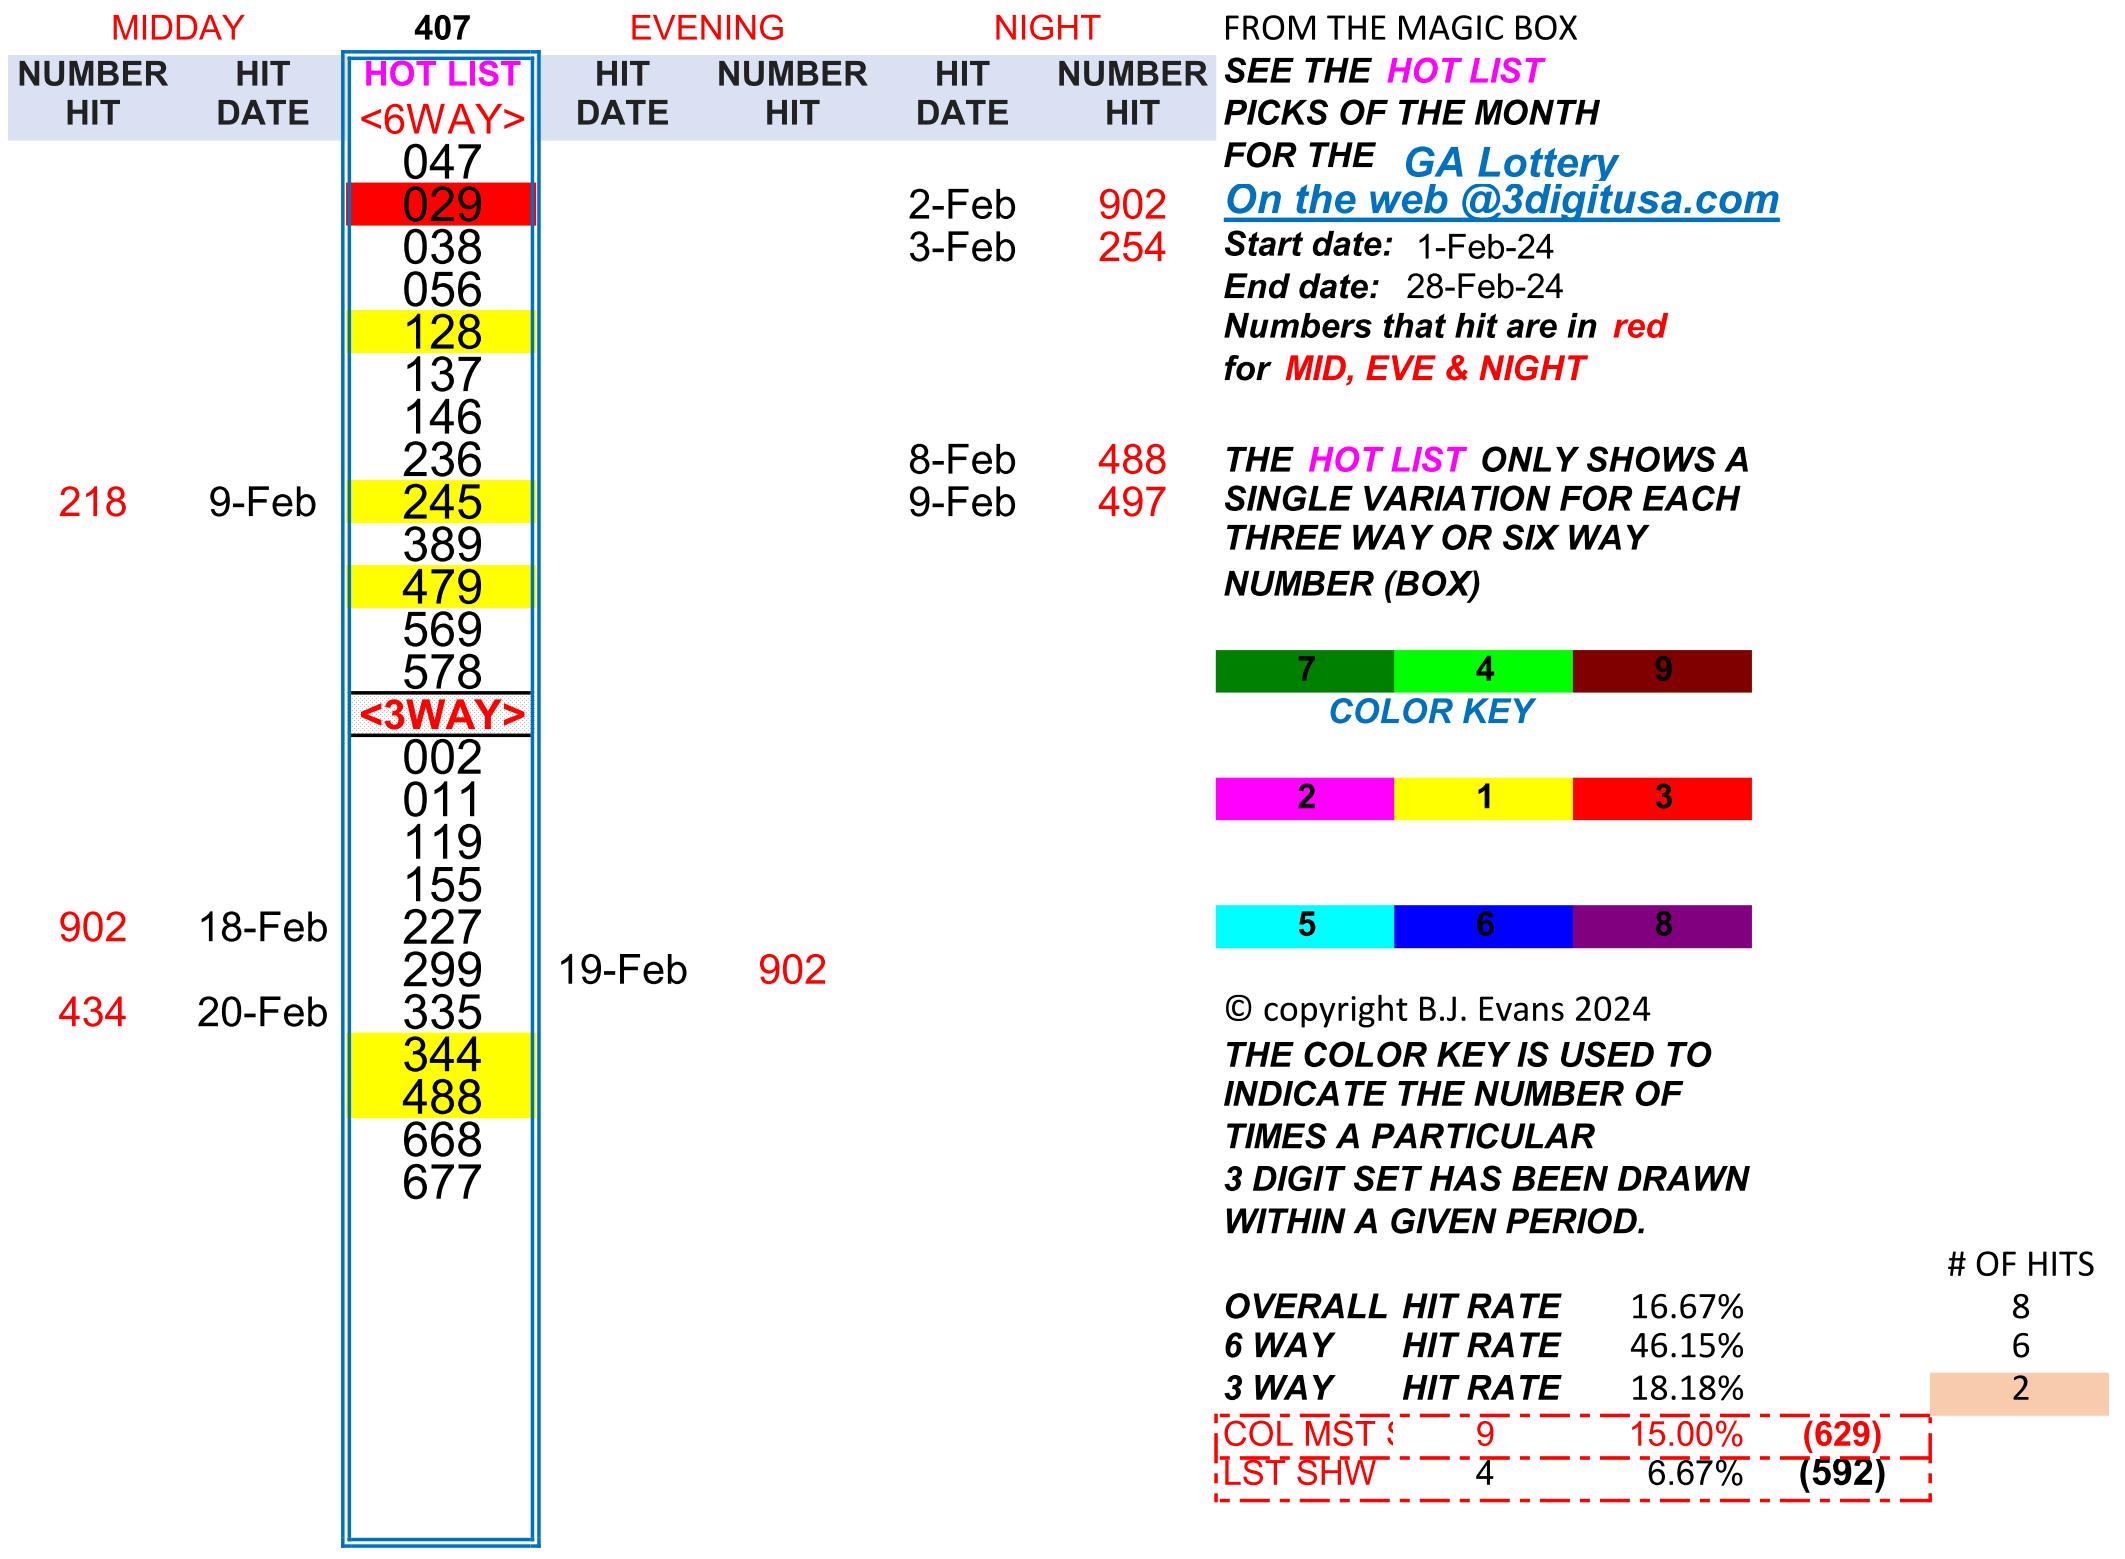 MIDDAY 407 EVENING NIGHT FROM THE MAGIC BOX
NUMBER HIT HOT LIST HIT NUMBER HIT NUMBER SEE THE HOT LIST
HIT DATE <6WAY> DATE HIT DATE HIT PICKS OF THE MONTH
047 FOR THE GA Lottery
029 2-Feb 902 On the web @3digitusa.com
038 3-Feb 254 Start date: 1-Feb-24
056 End date: 28-Feb-24
128 Numbers that hit are in red
137 for MID, EVE & NIGHT
146
236 8-Feb 488 THE HOT LIST ONLY SHOWS A
218 9-Feb 245 9-Feb 497 SINGLE VARIATION FOR EACH
389 THREE WAY OR SIX WAY
479 NUMBER (BOX)
569
578 7 4 9
<3WAY> COLOR KEY
002
011 2 1 3
119
155
902 18-Feb 227 5 6 8
299 19-Feb 902
434 20-Feb 335 © copyright B.J. Evans 2024
344 THE COLOR KEY IS USED TO
488 INDICATE THE NUMBER OF
668 TIMES A PARTICULAR
677 3 DIGIT SET HAS BEEN DRAWN
WITHIN A GIVEN PERIOD.
# OF HITS
OVERALL HIT RATE 16.67% 8
6 WAY HIT RATE 46.15% 6
3 WAY HIT RATE 18.18% 2
COL MST 9 15.00% (629)
LST SHW 4 6.67% (592)